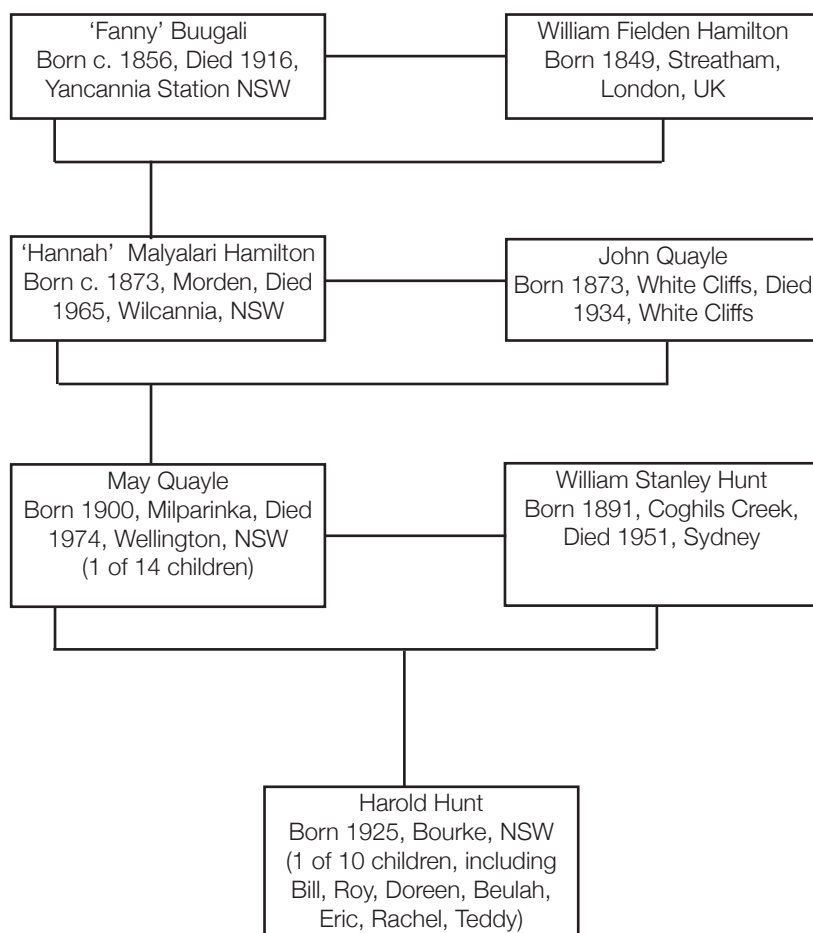 ‘Fanny’ Buugali
Born c. 1856, Died 1916,
Yancannia Station NSW
William Fielden Hamilton
Born 1849, Streatham,
London, UK
‘Hannah’ Malyalari Hamilton
Born c. 1873, Morden, Died
1965, Wilcannia, NSW
John Quayle
Born 1873, White Cliffs, Died
1934, White Cliffs
May Quayle
Born 1900, Milparinka, Died
1974, Wellington, NSW
(1 of 14 children)
William Stanley Hunt
Born 1891, Coghils Creek,
Died 1951, Sydney
Harold Hunt
Born 1925, Bourke, NSW
(1 of 10 children, including
Bill, Roy, Doreen, Beulah,
Eric, Rachel, Teddy)